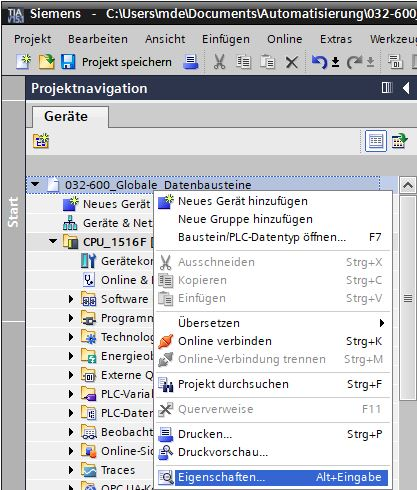 Siemens - C:\Users\mde\Documents\Automatisierung\032-600
Projekt Bearbeiten Ansicht Einfügen Online Extras Werkzeu
Projekt speichern
Projektnavigation
Geräte
Start
032-600_Globale_Datenbausteine
Neues Gerät
Geräte & Net
CPU_1516F [
Gerätekon
Online &
Software
Programm
Technolog
Energieob
Externe Q
PLC-Varia
PLC-Daten
Beobacht
Online-Si
Traces
OPC UA-K
Neues Gerät hinzufügen
Neue Gruppe hinzufügen
Baustein/PLC-Datentyp öffnen... F7
Ausschneiden Strg+X
Kopieren Strg+C
Einfügen Strg+V
Übersetzen
Online verbinden Strg+K
Online-Verbindung trennen Strg+M
Projekt durchsuchen Strg+F
Querverweise F11
Drucken... Strg+P
Druckvorschau...
Eigenschaften... Alt+Eingabe